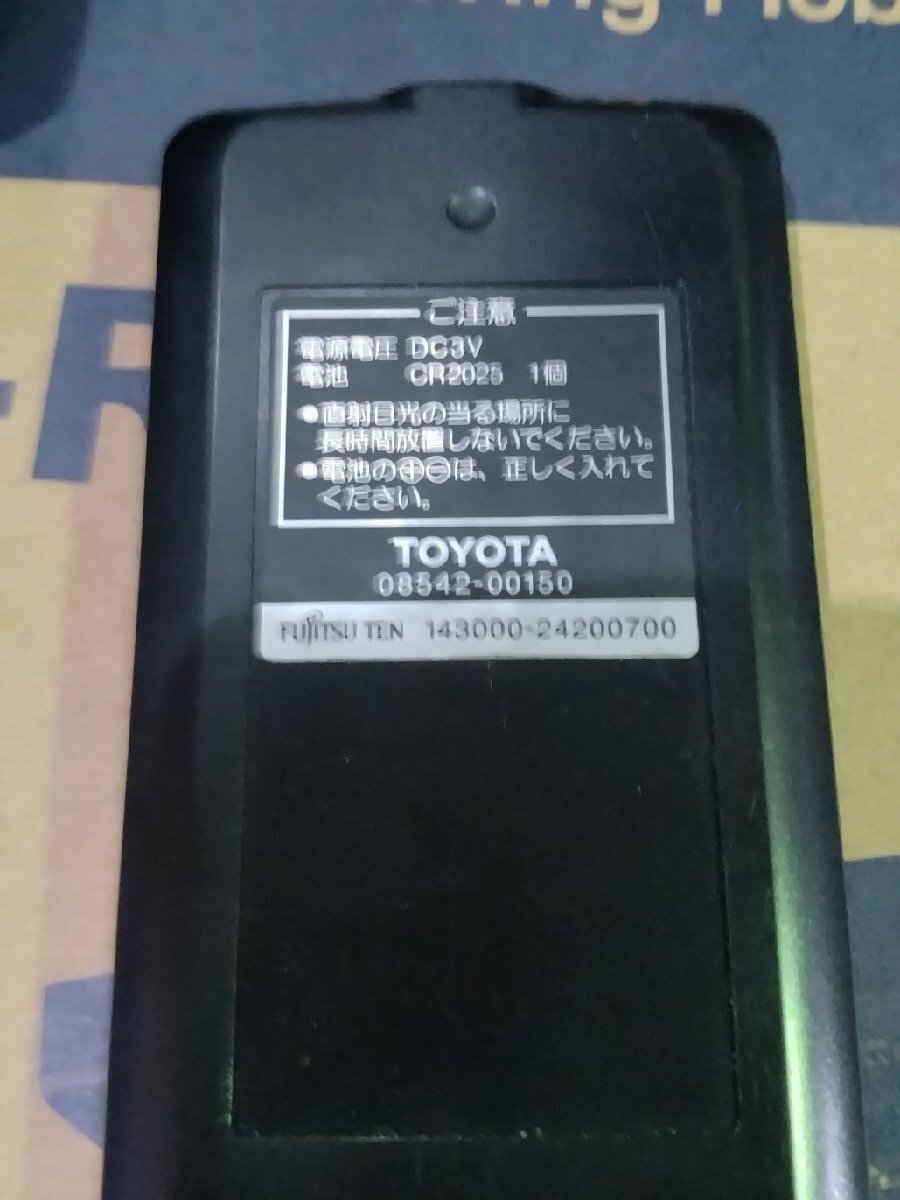 ご注意
電源電圧 DC3V
電池 CR2025 1個
●直射日光の当る場所に
長時間放置しないでください。
●電池の⊕⊖は、正しく入れて
ください。
TOYOTA
08542-00150
FUJITSU TEN 143000-24200700